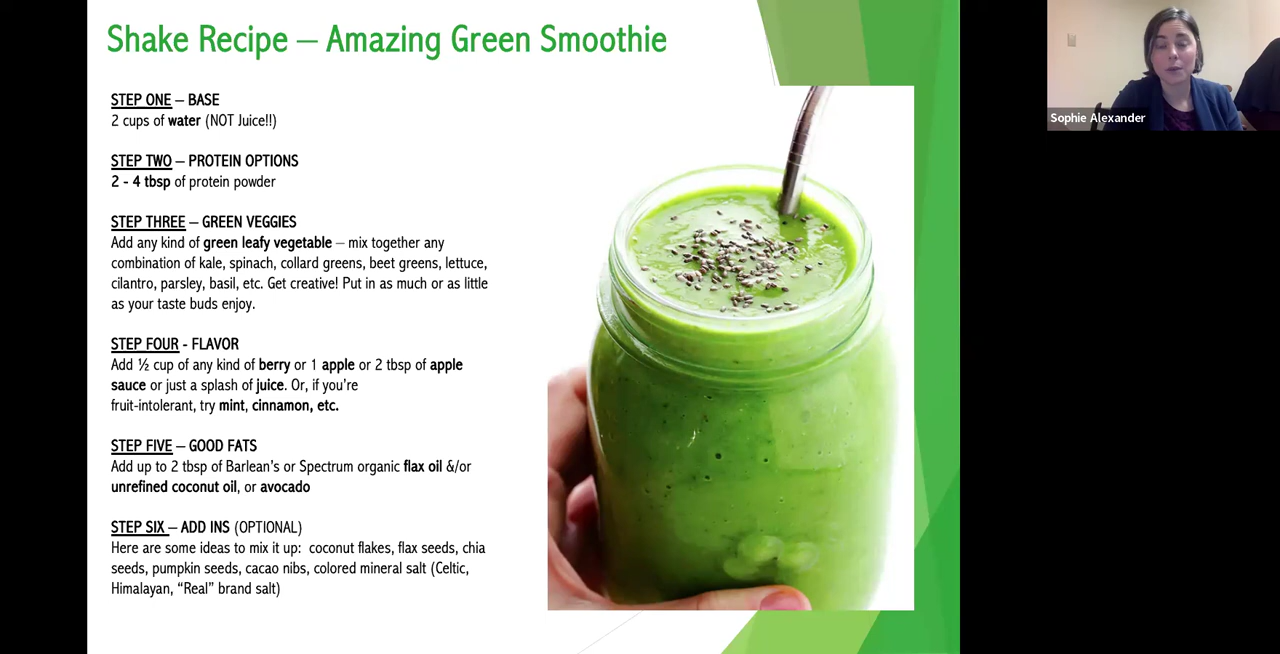 Shake Recipe – Amazing Green Smoothie
STEP ONE – BASE
2 cups of water (NOT Juice!!)
STEP TWO – PROTEIN OPTIONS
2 - 4 tbsp of protein powder
STEP THREE – GREEN VEGGIES
Add any kind of green leafy vegetable – mix together any
combination of kale, spinach, collard greens, beet greens, lettuce,
cilantro, parsley, basil, etc. Get creative! Put in as much or as little
as your taste buds enjoy.
STEP FOUR - FLAVOR
Add ½ cup of any kind of berry or 1 apple or 2 tbsp of apple
sauce or just a splash of juice. Or, if you’re
fruit-intolerant, try mint, cinnamon, etc.
STEP FIVE – GOOD FATS
Add up to 2 tbsp of Barlean’s or Spectrum organic flax oil &/or
unrefined coconut oil, or avocado
STEP SIX – ADD INS (OPTIONAL)
Here are some ideas to mix it up: coconut flakes, flax seeds, chia
seeds, pumpkin seeds, cacao nibs, colored mineral salt (Celtic,
Himalayan, “Real” brand salt)
Sophie Alexander